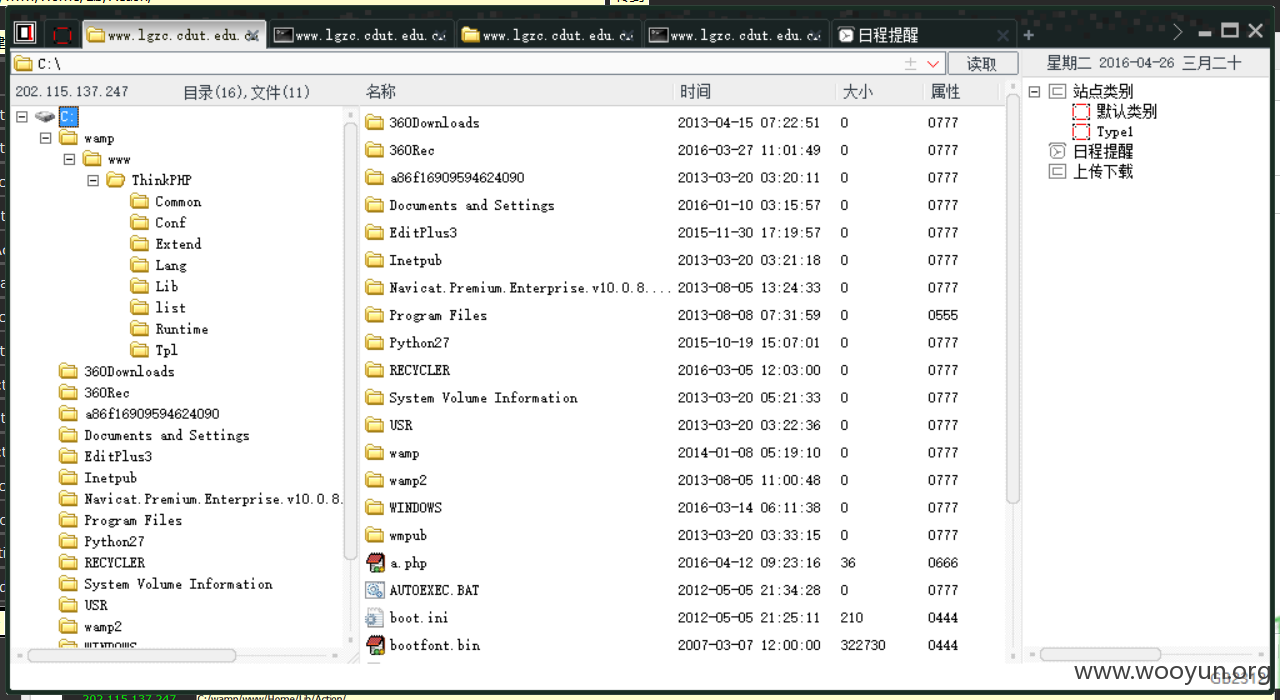 www.lgzc.cdut.edu.c www.lgzc.cdut.edu.c www.lgzc.cdut.edu.c www.lgzc.cdut.edu.c 日程提醒
C:\ 读取 星期二 2016-04-26 三月二十
202.115.137.247 目录(16),文件(11) 名称 时间 大小 属性
C:
wamp
www
ThinkPHP
Common
Conf
Extend
Lang
Lib
list
Runtime
Tpl
360Downloads
360Rec
a86f16909594624090
Documents and Settings
EditPlus3
Inetpub
Navicat.Premium.Enterprise.v10.0.8.
Program Files
Python27
RECYCLER
System Volume Information
USR
wamp2
WINDOWS
360Downloads 2013-04-15 07:22:51 0 0777
360Rec 2016-03-27 11:01:49 0 0777
a86f16909594624090 2013-03-20 03:20:11 0 0777
Documents and Settings 2016-01-10 03:15:57 0 0777
EditPlus3 2015-11-30 17:19:57 0 0777
Inetpub 2013-03-20 03:21:18 0 0777
Navicat.Premium.Enterprise.v10.0.8.... 2013-08-05 13:24:33 0 0777
Program Files 2013-08-08 07:31:59 0 0555
Python27 2015-10-19 15:07:01 0 0777
RECYCLER 2016-03-05 12:03:00 0 0777
System Volume Information 2013-03-20 05:21:33 0 0777
USR 2013-03-20 03:22:36 0 0777
wamp 2014-01-08 05:19:10 0 0777
wamp2 2013-08-05 11:00:48 0 0777
WINDOWS 2016-03-14 06:11:38 0 0777
wmpub 2013-03-20 03:33:15 0 0777
a.php 2016-04-12 09:23:16 36 0666
AUTOEXEC.BAT 2012-05-05 21:34:28 0 0777
boot.ini 2012-05-05 21:25:11 210 0444
bootfont.bin 2007-03-07 12:00:00 322730 0444
站点类别
默认类别
Type1
日程提醒
上传下载
www.wooyun.org
GB2312
202.115.137.247 C:/wamp/www/Home/Lib/Action/